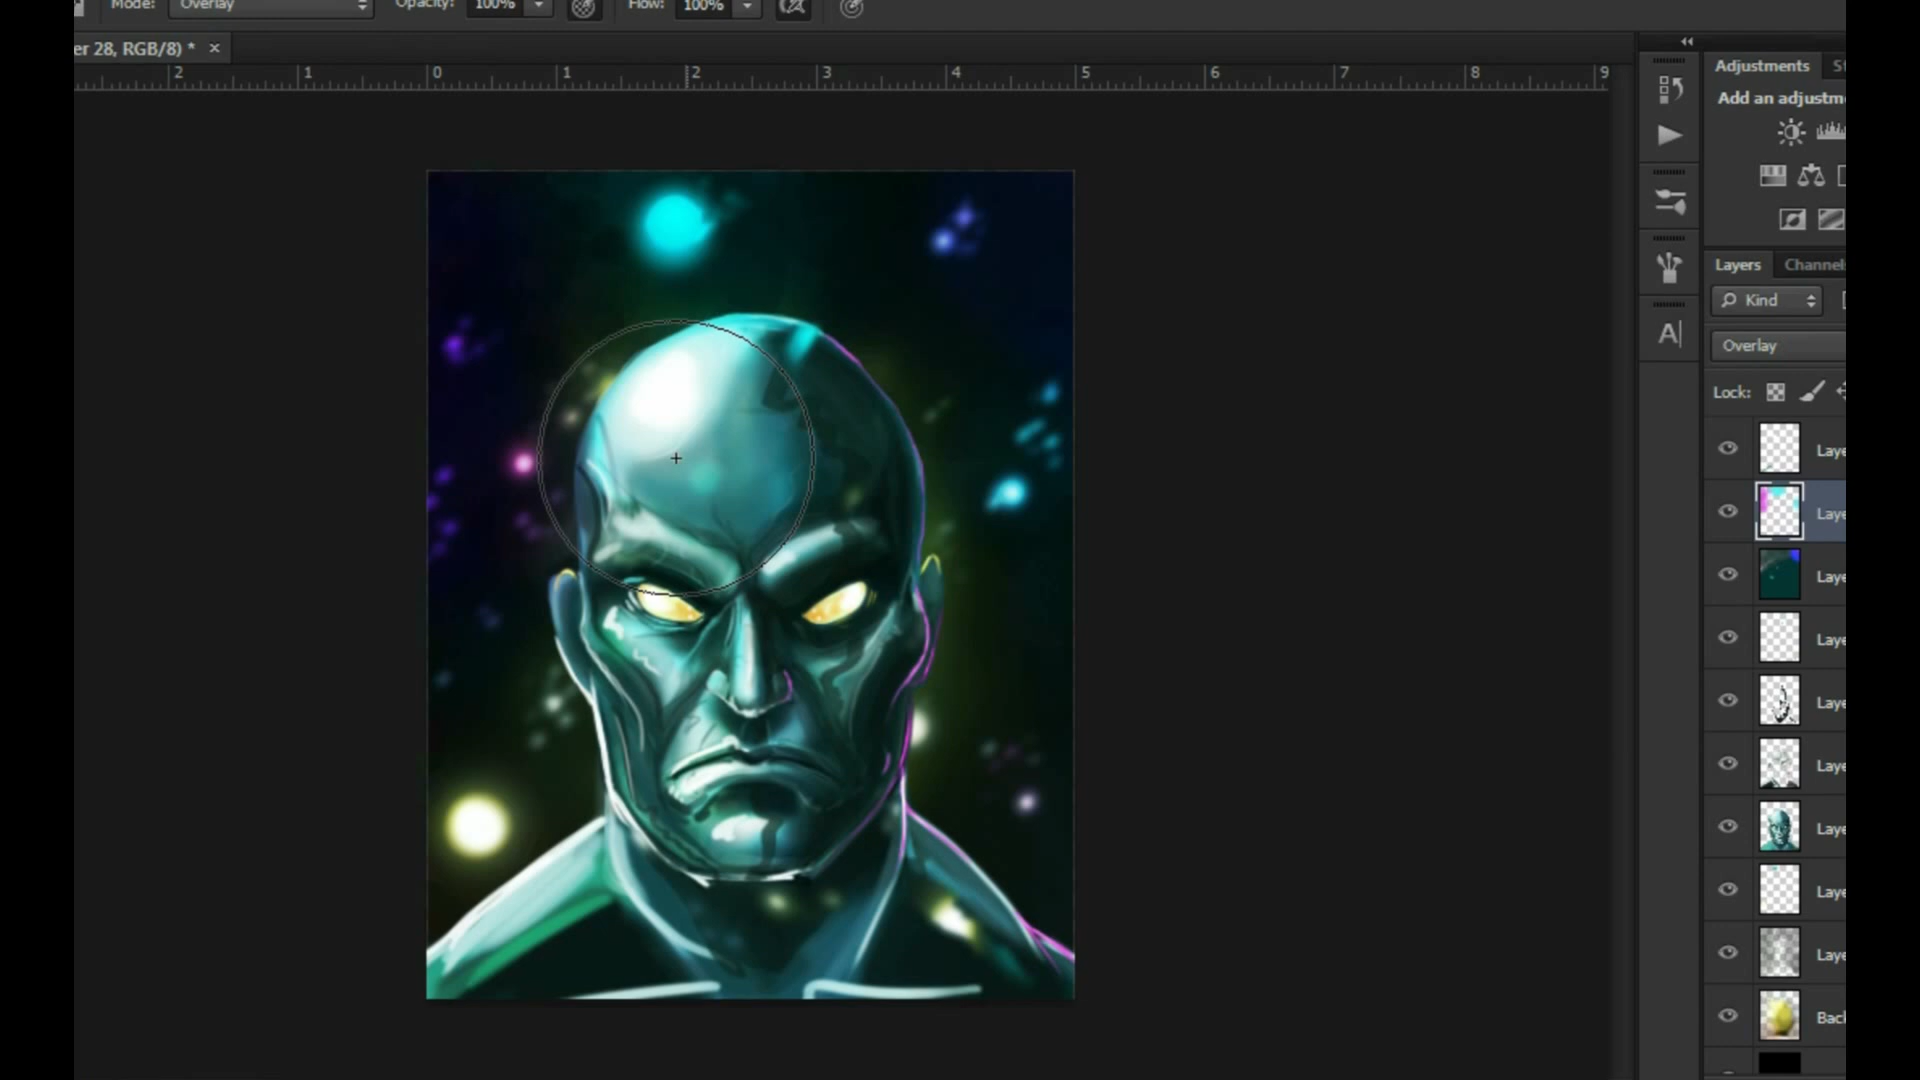 Mode: Overlay Opacity: 100% Flow: 100%
er 28, RGB/8) * ×
2 1 0 1 2 3 4 5 6 7 8 9
Adjustments St
Add an adjustme
Layers Channel
Kind
Overlay
Lock:
A|
Laye
Laye
Laye
Laye
Laye
Laye
Laye
Laye
Laye
Bac